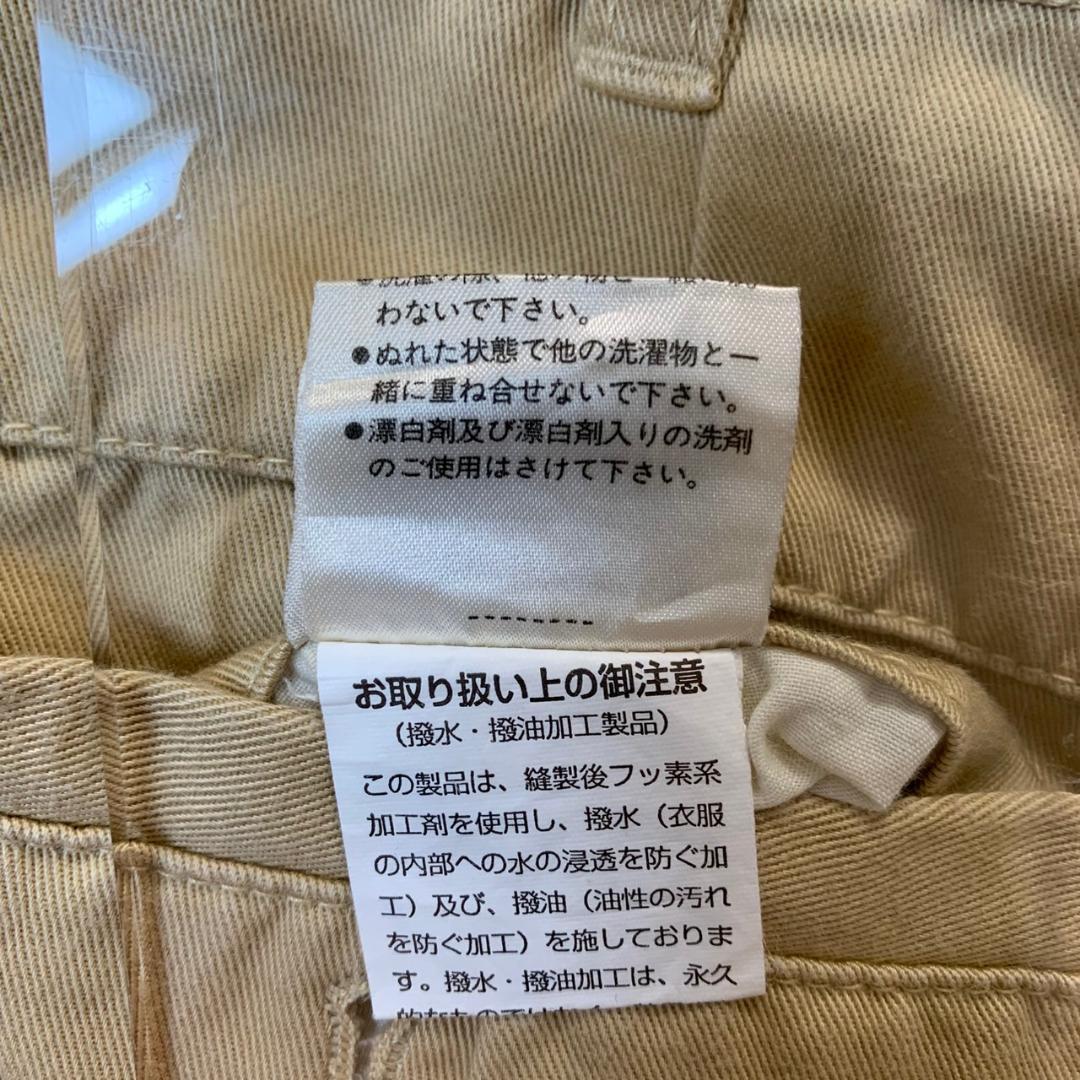 わないで下さい。
●ぬれた状態で他の洗濯物と一
緒に重ね合せないで下さい。
●漂白剤及び漂白剤入りの洗剤
のご使用はさけて下さい。
お取り扱い上の御注意
（撥水・撥油加工製品）
この製品は、縫製後フッ素系
加工剤を使用し、撥水（衣服
の内部への水の浸透を防ぐ加
工）及び、撥油（油性の汚れ
を防ぐ加工）を施しておりま
す。撥水・撥油加工は、永久